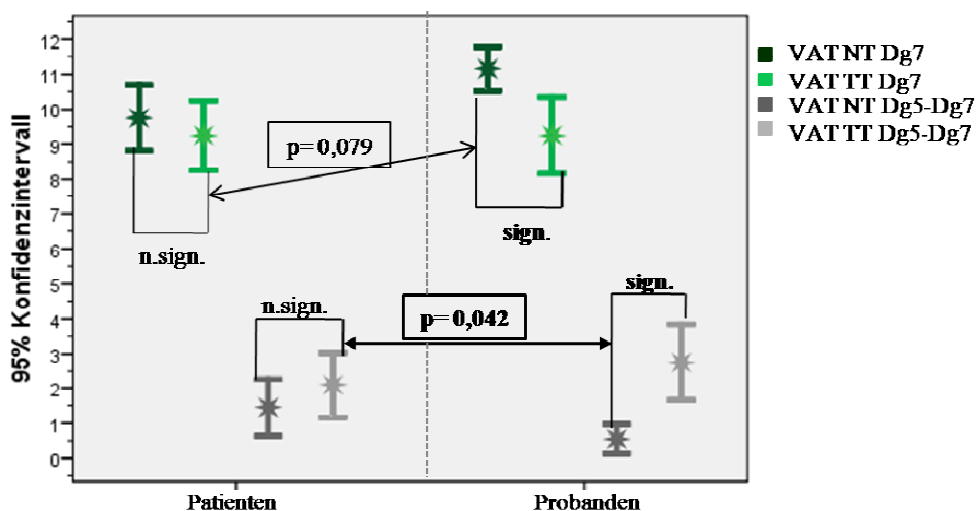 VAT NT Dg7
VAT TT Dg7
VAT NT Dg5-Dg7
VAT TT Dg5-Dg7
95% Konfidenzintervall
12
11
10
9
8
7
6
5
4
3
2
1
0
p=0,079
n.sign.
sign.
n.sign.
p=0,042
sign.
Patienten
Probanden